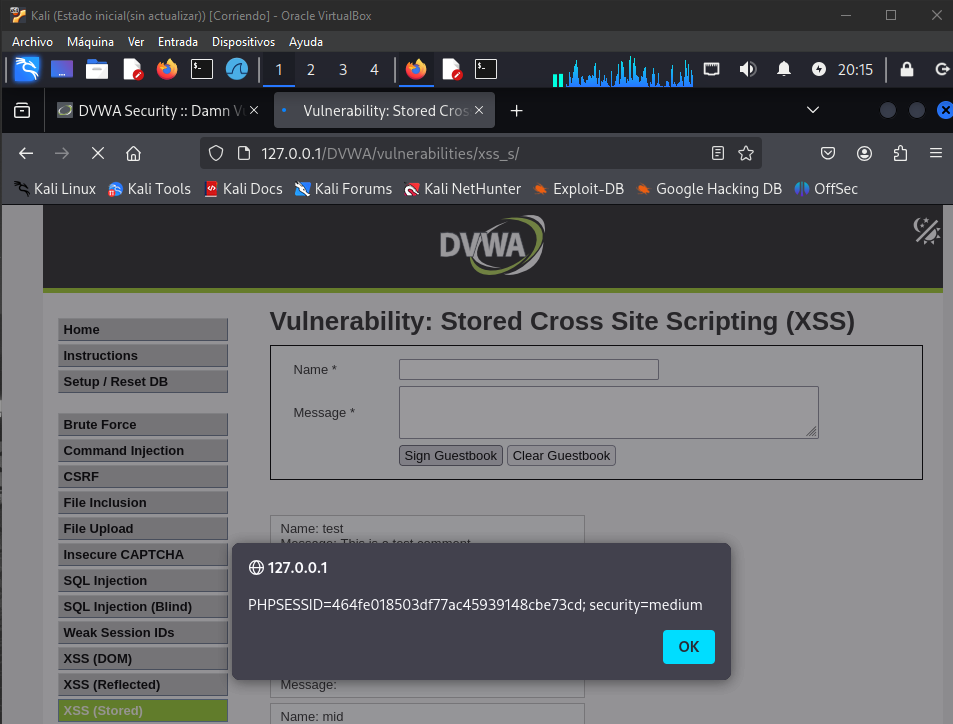 Kali (Estado inicial(sin actualizar)) [Corriendo] - Oracle VirtualBox
Archivo Máquina Ver Entrada Dispositivos Ayuda
1 2 3 4 20:15
DVWA Security :: Damn Vu Vulnerability: Stored Cros
127.0.0.1/DVWA/vulnerabilities/xss_s/
Kali Linux Kali Tools Kali Docs Kali Forums Kali NetHunter Exploit-DB Google Hacking DB OffSec
DVWA
Vulnerability: Stored Cross Site Scripting (XSS)
Home
Instructions
Setup / Reset DB
Brute Force
Command Injection
CSRF
File Inclusion
File Upload
Insecure CAPTCHA
SQL Injection
SQL Injection (Blind)
Weak Session IDs
XSS (DOM)
XSS (Reflected)
XSS (Stored)
Name *
Message *
Sign Guestbook Clear Guestbook
Name: test
Message: This is a test comment.
127.0.0.1
PHPSESSID=464fe018503df77ac45939148cbe73cd; security=medium
OK
Message:
Name: mid